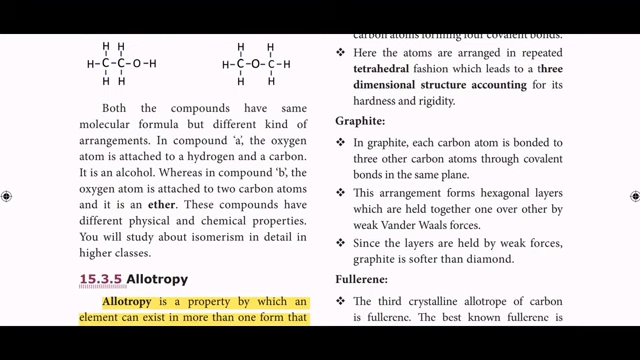 H H
H–C–C–O–H
H H
H H
H–C–O–C–H
H H
Both the compounds have same
molecular formula but different kind of
arrangements. In compound ‘a’, the oxygen
atom is attached to a hydrogen and a carbon.
It is an alcohol. Whereas in compound ‘b’, the
oxygen atom is attached to two carbon atoms
and it is an ether. These compounds have
different physical and chemical properties.
You will study about isomerism in detail in
higher classes.
15.3.5 Allotropy
Allotropy is a property by which an
element can exist in more than one form that
carbon atoms forming four covalent bonds.
❖ Here the atoms are arranged in repeated
tetrahedral fashion which leads to a three
dimensional structure accounting for its
hardness and rigidity.
Graphite:
❖ In graphite, each carbon atom is bonded to
three other carbon atoms through covalent
bonds in the same plane.
❖ This arrangement forms hexagonal layers
which are held together one over other by
weak Vander Waals forces.
❖ Since the layers are held by weak forces,
graphite is softer than diamond.
Fullerene:
❖ The third crystalline allotrope of carbon
is fullerene. The best known fullerene is